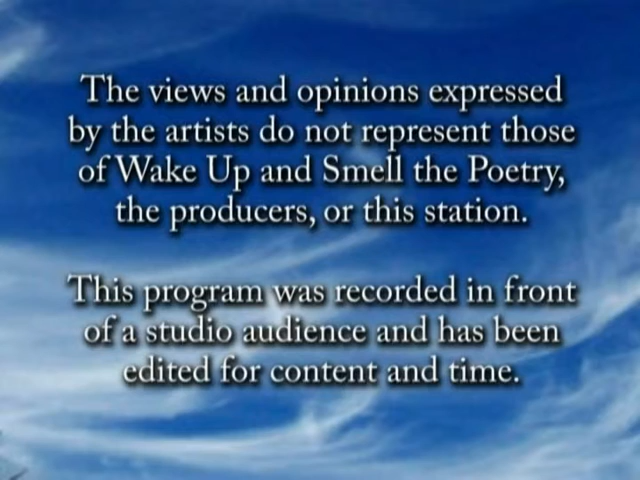 The views and opinions expressed
by the artists do not represent those
of Wake Up and Smell the Poetry,
the producers, or this station.
This program was recorded in front
of a studio audience and has been
edited for content and time.